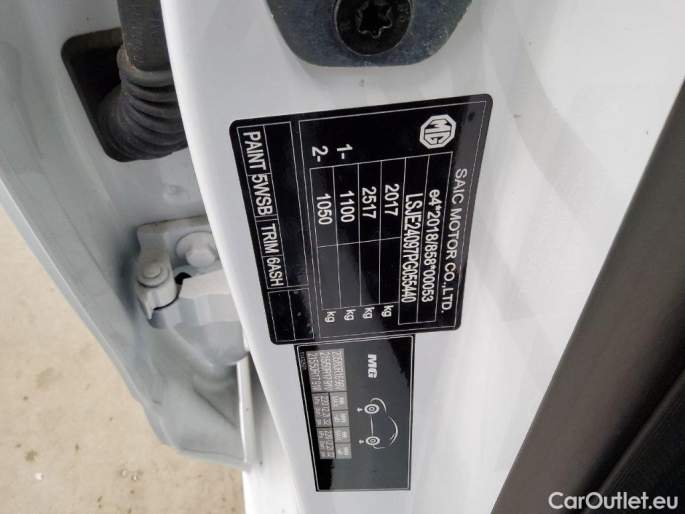 MG
SAIC MOTOR CO.,LTD.
e4*2018/858*00053
LSJE24097PG055440
2017 kg
2517 kg
1- 1100 kg
2- 1050 kg
PAINT 5WSB TRIM 6ASH
MG
CarOutlet.eu